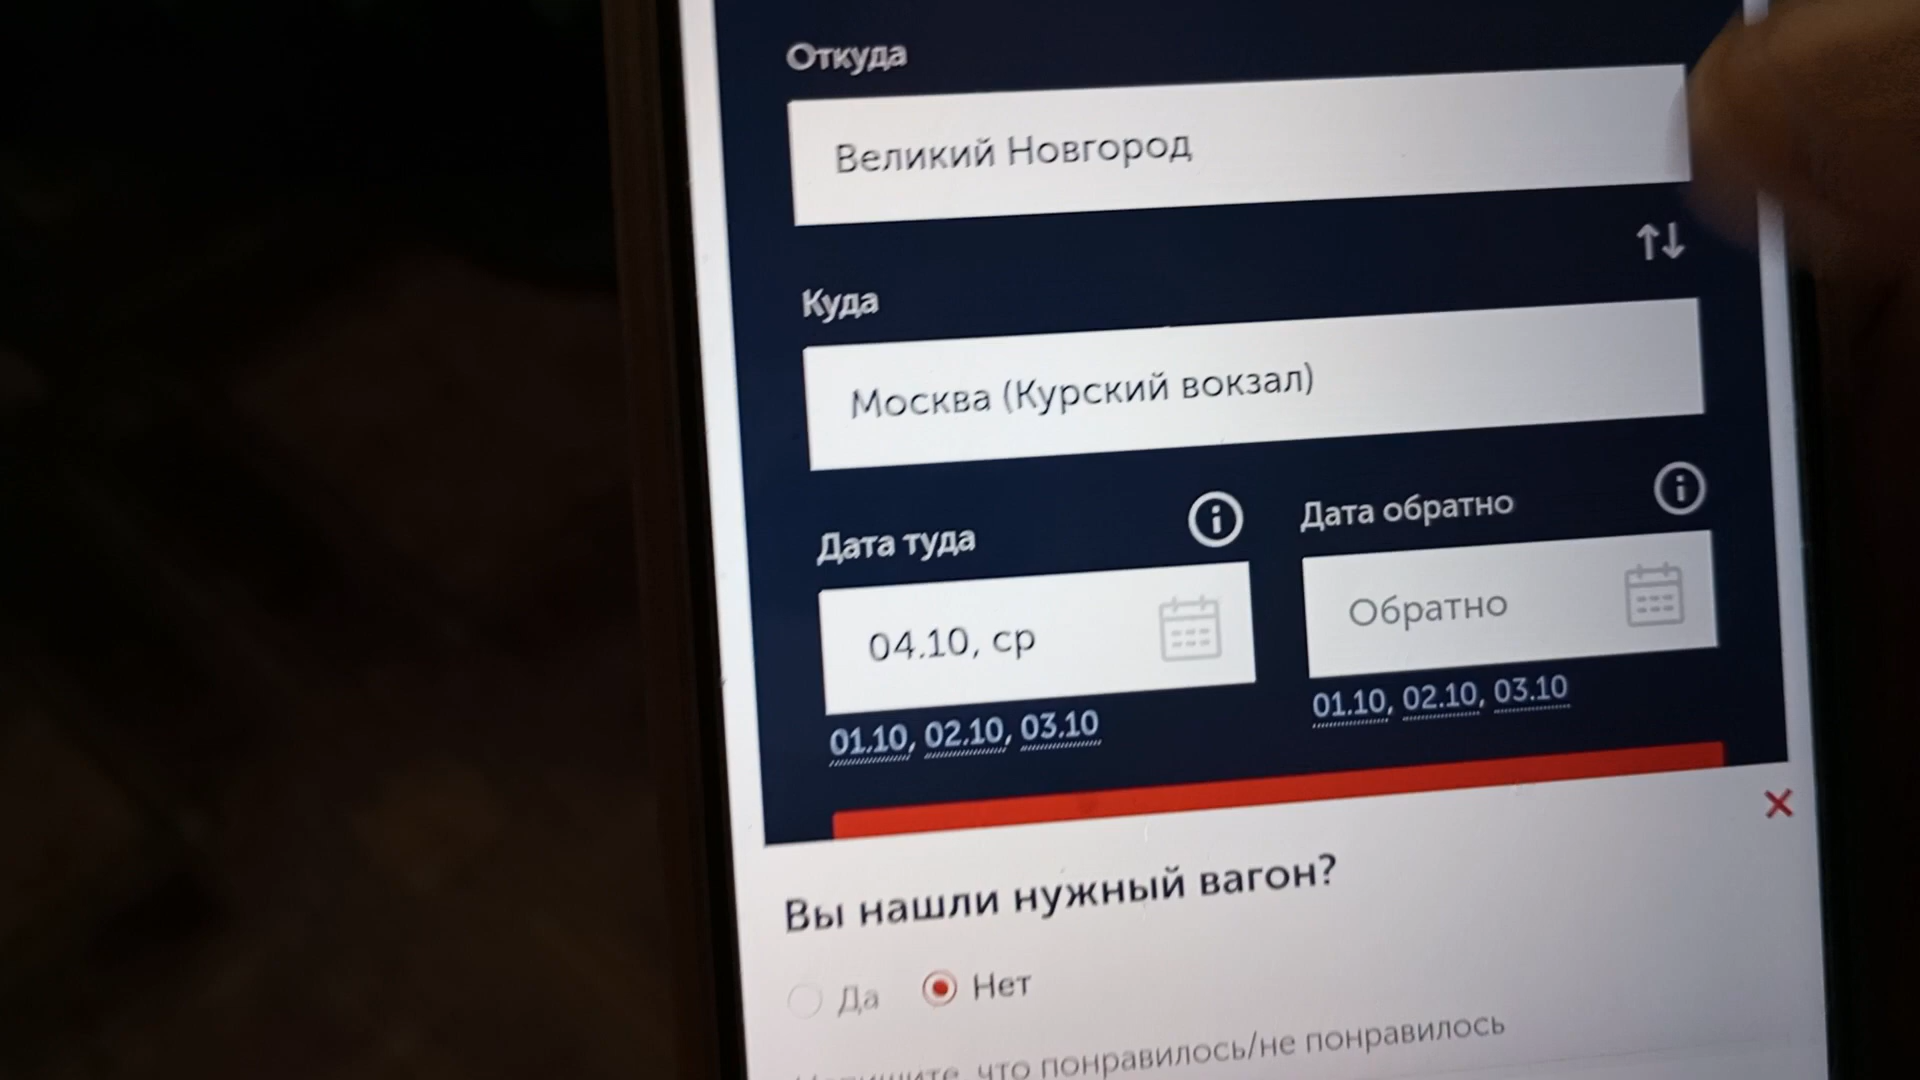 Откуда
Великий Новгород
Куда
Москва (Курский вокзал)
Дата туда
Дата обратно
04.10, ср
Обратно
01.10, 02.10, 03.10
01.10, 02.10, 03.10
Вы нашли нужный вагон?
Да
Нет
что понравилось/не понравилось